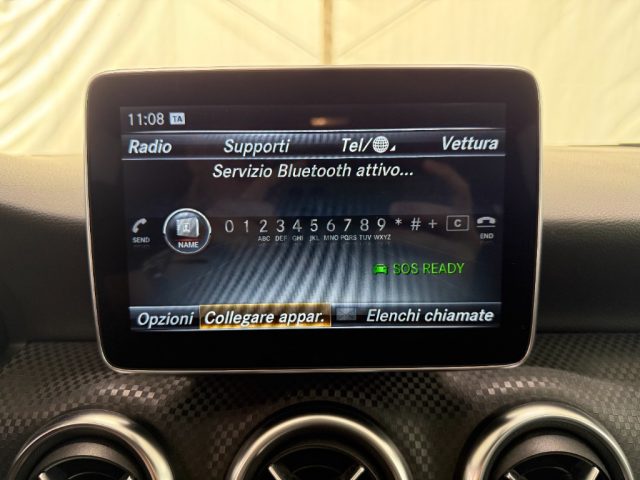 11:08 TA
Radio Supporti Tel/ Vettura
Servizio Bluetooth attivo...
SEND NAME 0 1 2 3 4 5 6 7 8 9 * # + C END
ABC DEF GHI JKL MNO PQRS TUV WXYZ
SOS READY
Opzioni Collegare appar. Elenchi chiamate